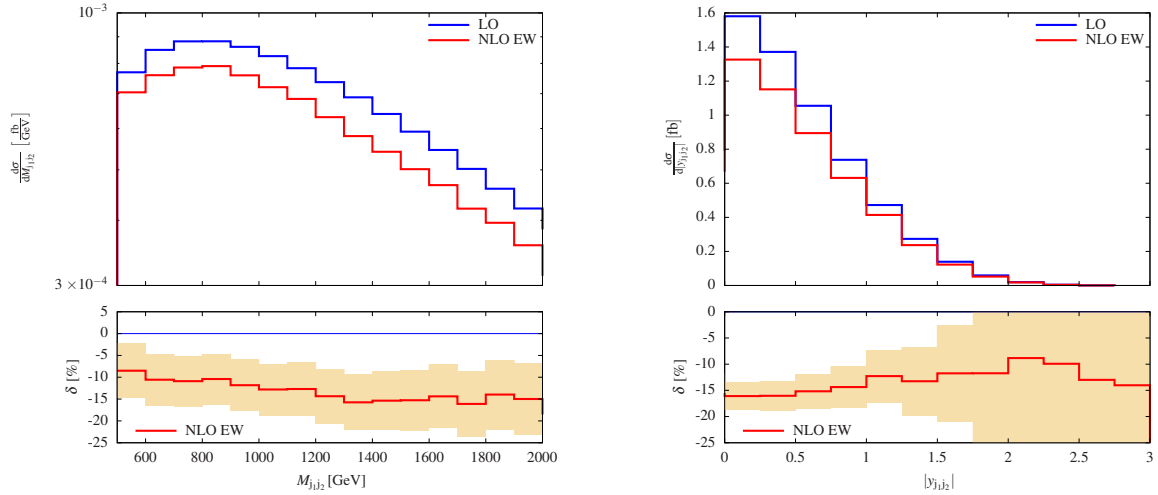 10⁻³
LO
NLO EW
dσ/dM_{j₁j₂} [fb/GeV]
3 × 10⁻⁴
5
0
-5
-10
-15
-20
-25
δ [%]
NLO EW
600 800 1000 1200 1400 1600 1800 2000
M_{j₁j₂} [GeV]
1.6
1.4
1.2
1
0.8
0.6
0.4
0.2
0
LO
NLO EW
dσ/d|y_{j₁j₂}| [fb]
0
-5
-10
-15
-20
-25
δ [%]
NLO EW
0 0.5 1 1.5 2 2.5 3
|y_{j₁j₂}|